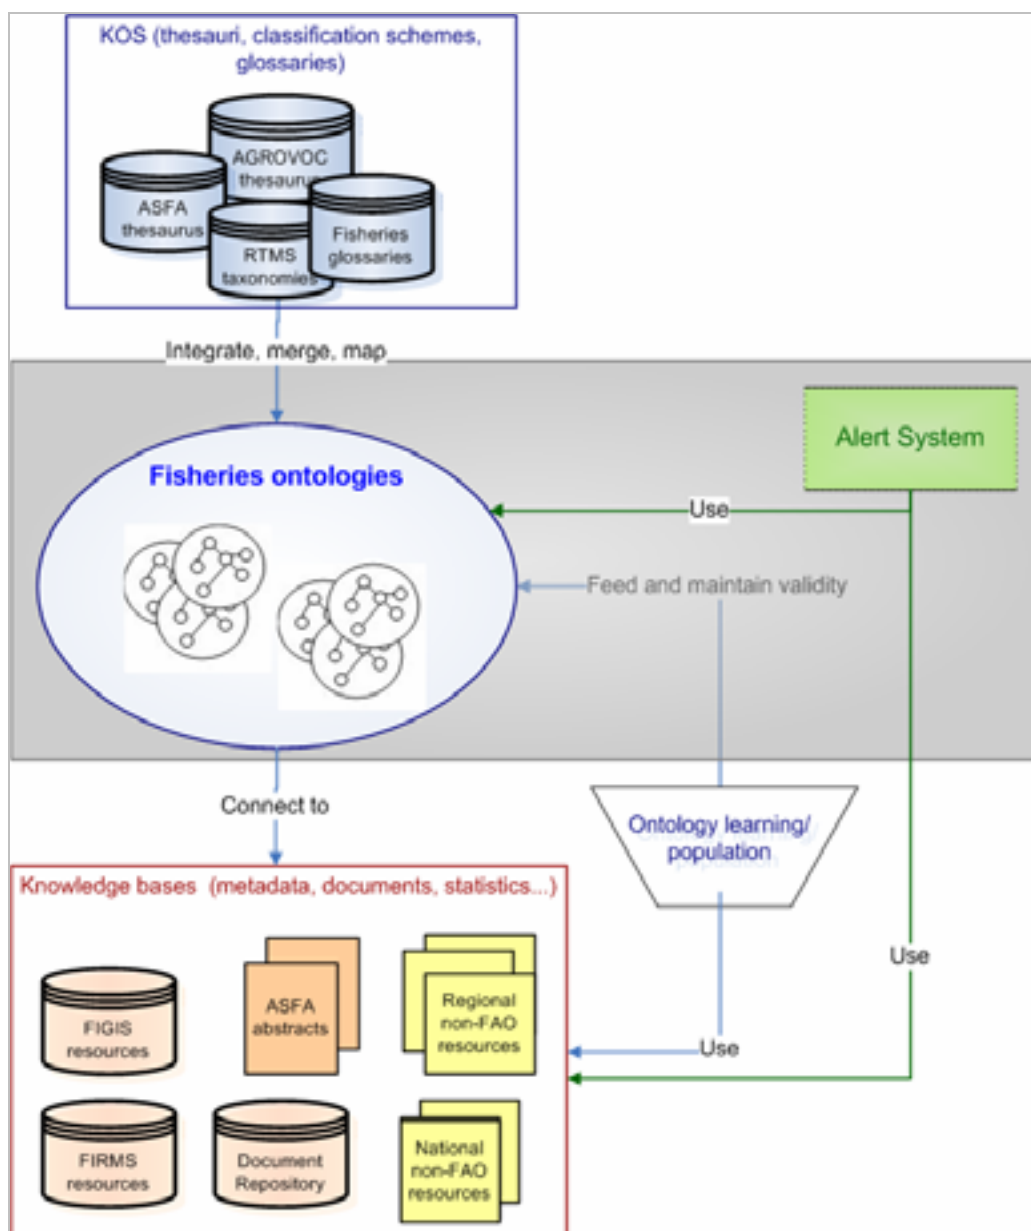 KOS (thesauri, classification schemes,
glossaries)
AGROVOC
thesaurus
ASFA
thesaurus
RTMS
taxonomies
Fisheries
glossaries
Integrate, merge, map
Alert System
Fisheries ontologies
Use
Feed and maintain validity
Connect to
Ontology learning/
population
Knowledge bases (metadata, documents, statistics...)
Use
FIGIS
resources
ASFA
abstracts
Regional
non-FAO
resources
Use
FIRMS
resources
Document
Repository
National
non-FAO
resources